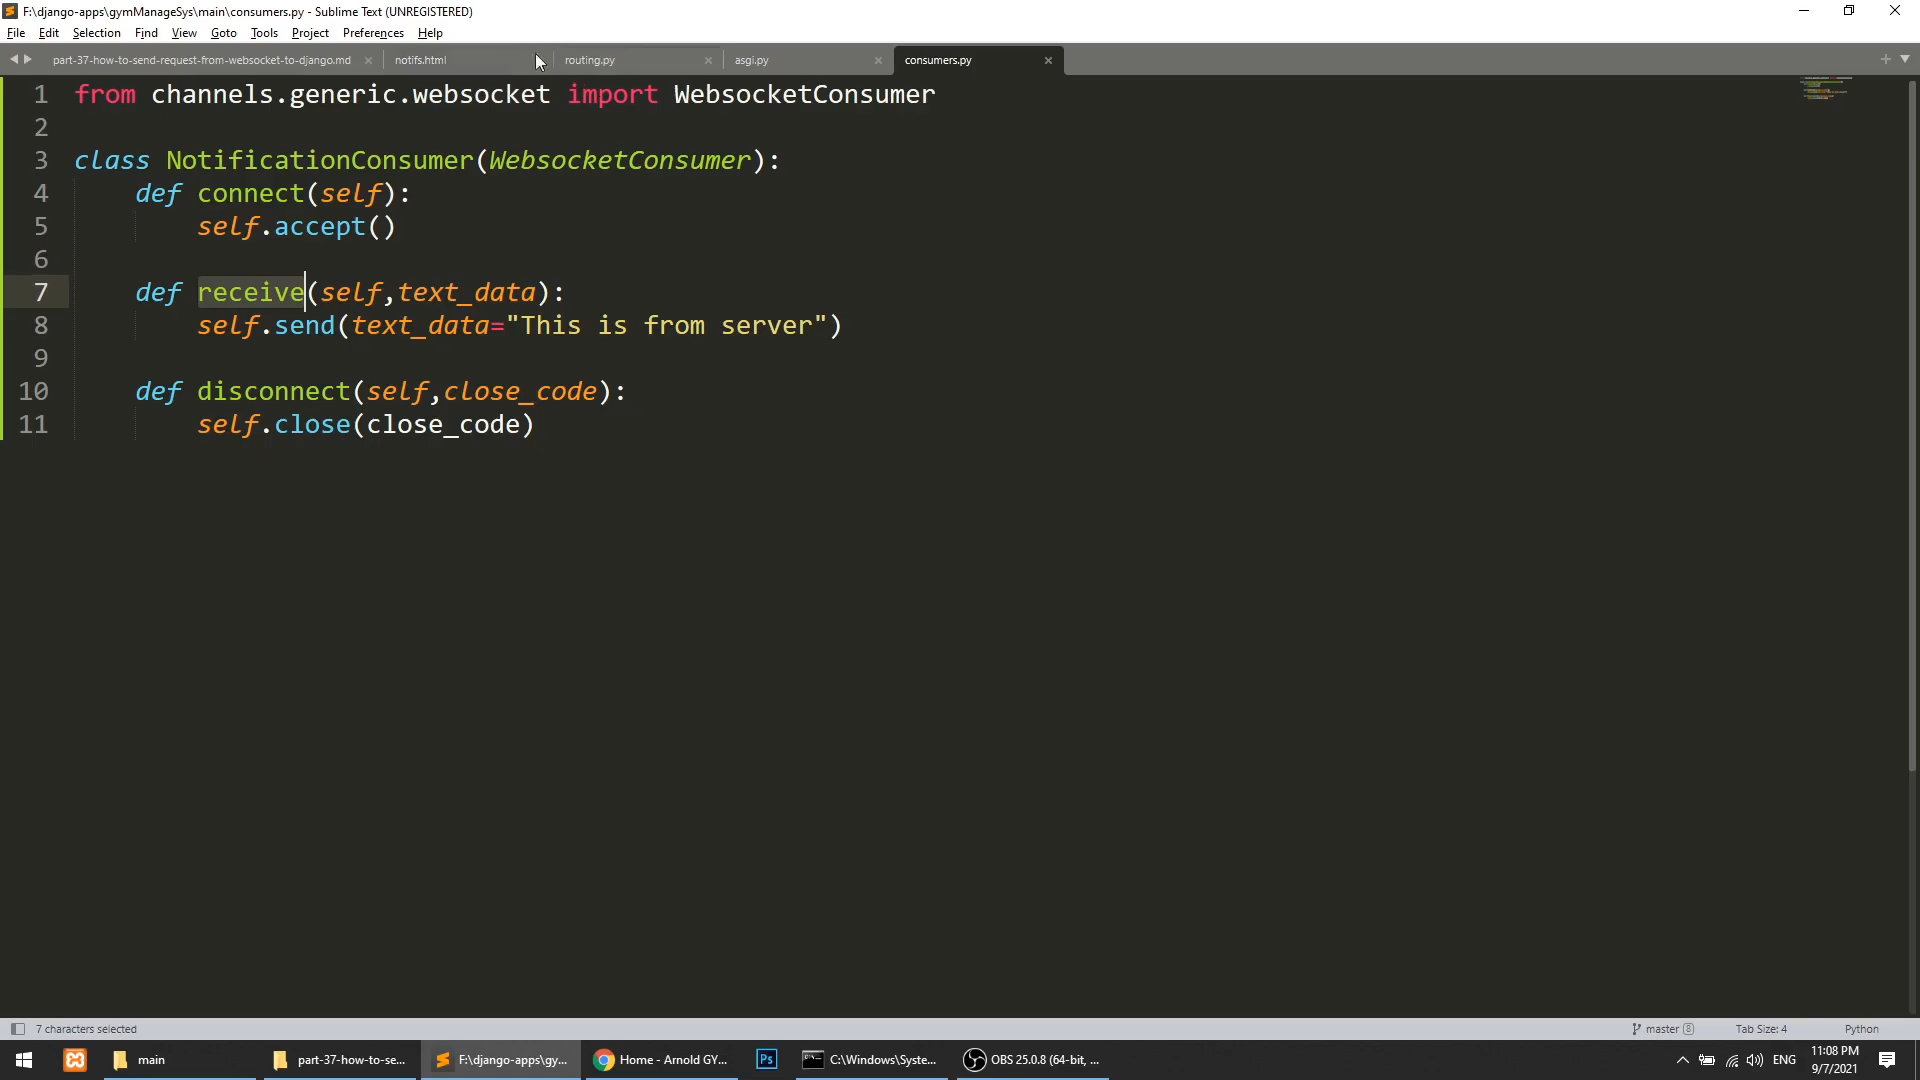 F:\django-apps\gymManageSys\main\consumers.py - Sublime Text (UNREGISTERED)
File Edit Selection Find View Goto Tools Project Preferences Help
part-37-how-to-send-request-from-websocket-to-django.md notifs.html routing.py asgi.py consumers.py
1 from channels.generic.websocket import WebsocketConsumer
2
3 class NotificationConsumer(WebsocketConsumer):
4 def connect(self):
5 self.accept()
6
7 def receive(self,text_data):
8 self.send(text_data="This is from server")
9
10 def disconnect(self,close_code):
11 self.close(close_code)
7 characters selected master 8 Tab Size: 4 Python
main part-37-how-to-se... F:\django-apps\gy... Home - Arnold GY... Ps C:\Windows\Syste... OBS 25.0.8 (64-bit, ... ENG 11:08 PM
9/7/2021